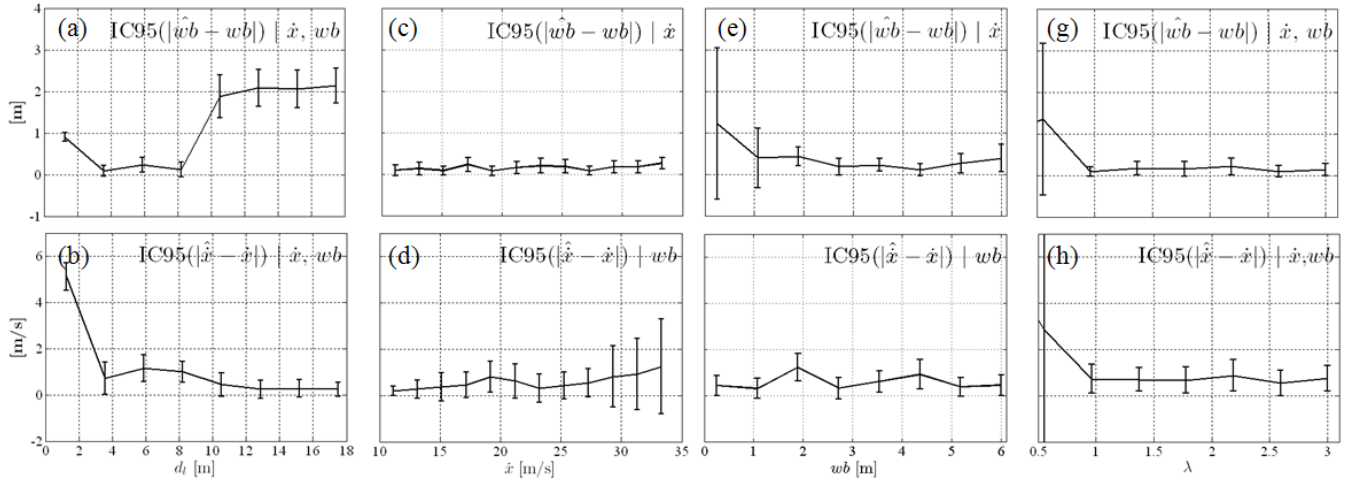 (a) IC95(|ŵb − wb|) | ẋ, wb
(c) IC95(|ŵb − wb|) | ẋ
(e) IC95(|ŵb − wb|) | ẋ
(g) IC95(|ŵb − wb|) | ẋ, wb
4
3
2
1
0
-1
[m]
(b) IC95(|ẋ̂ − ẋ|) | ẋ, wb
(d) IC95(|ẋ̂ − ẋ|) | wb
IC95(|ẋ̂ − ẋ|) | wb
(h) IC95(|ẋ̂ − ẋ|) | ẋ,wb
6
4
2
0
-2
[m/s]
0 2 4 6 8 10 12 14 16 18
d_l [m]
10 15 20 25 30 35
ẋ [m/s]
0 1 2 3 4 5 6
wb [m]
0.5 1 1.5 2 2.5 3
λ